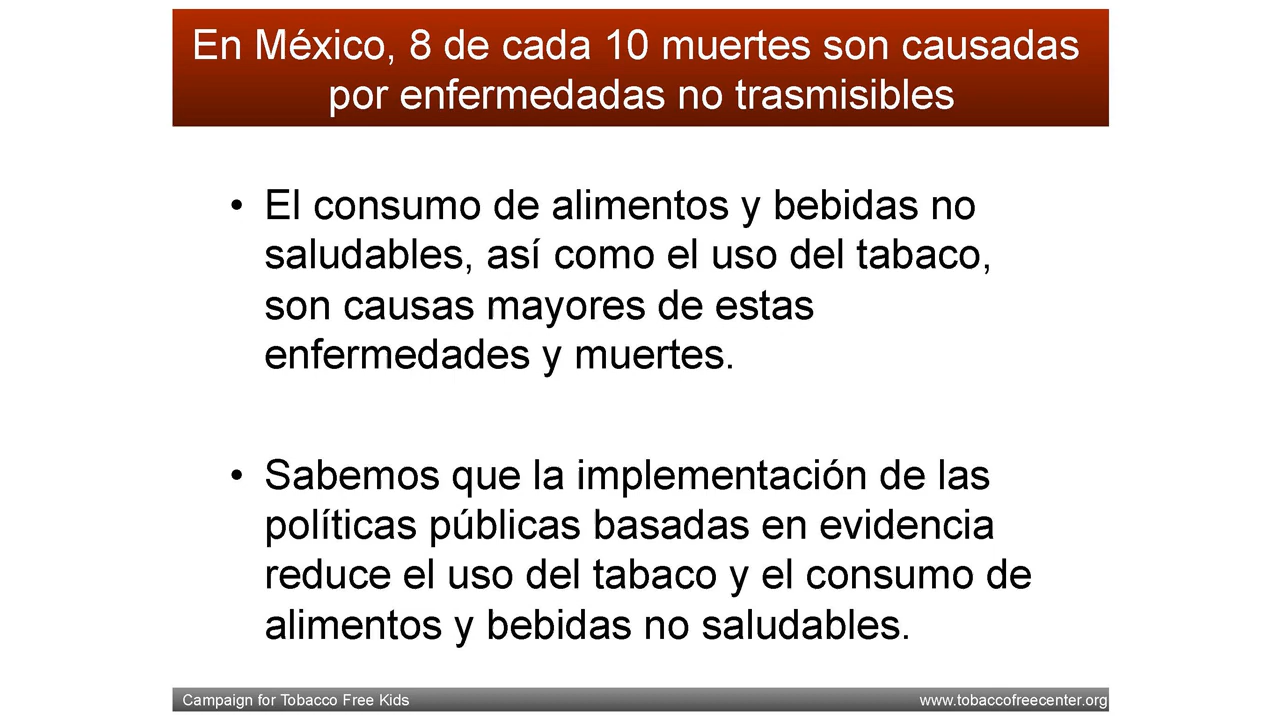 En México, 8 de cada 10 muertes son causadas
por enfermedadas no trasmisibles
• El consumo de alimentos y bebidas no
saludables, así como el uso del tabaco,
son causas mayores de estas
enfermedades y muertes.
• Sabemos que la implementación de las
políticas públicas basadas en evidencia
reduce el uso del tabaco y el consumo de
alimentos y bebidas no saludables.
Campaign for Tobacco Free Kids
www.tobaccofreecenter.org